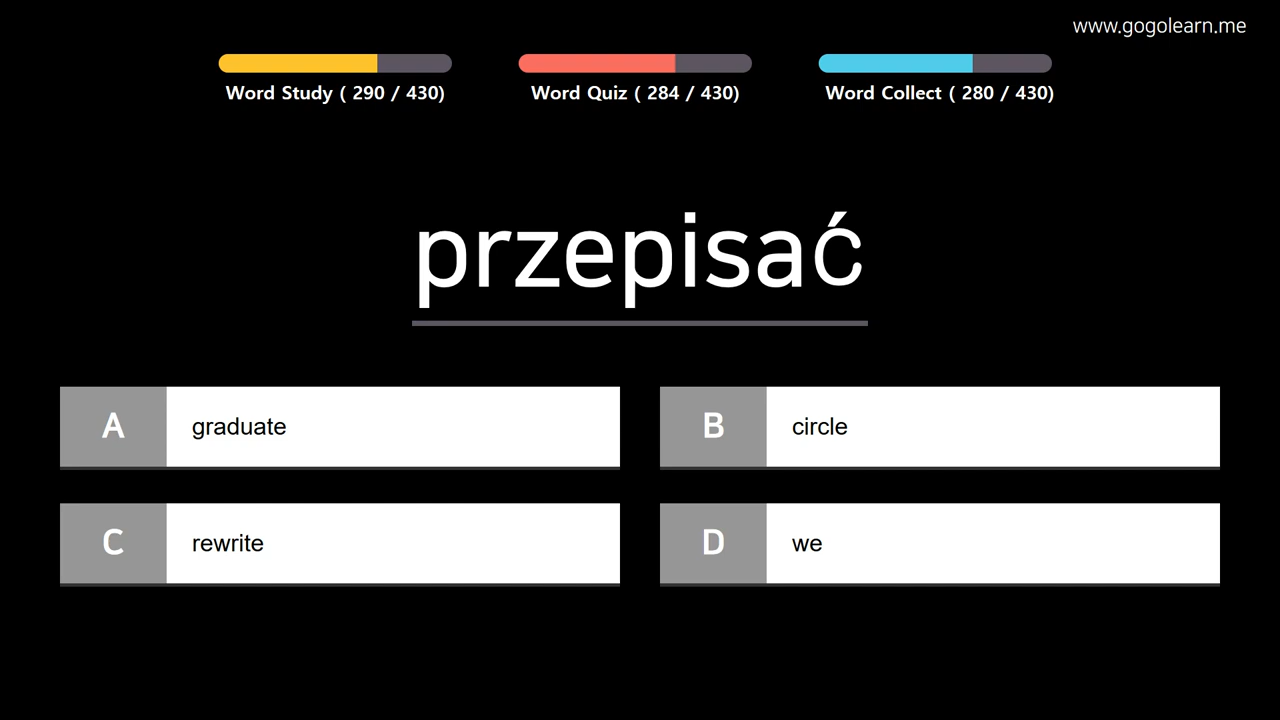 www.gogolearn.me
Word Study ( 290 / 430)
Word Quiz ( 284 / 430)
Word Collect ( 280 / 430)
przepisać
A graduate
B circle
C rewrite
D we